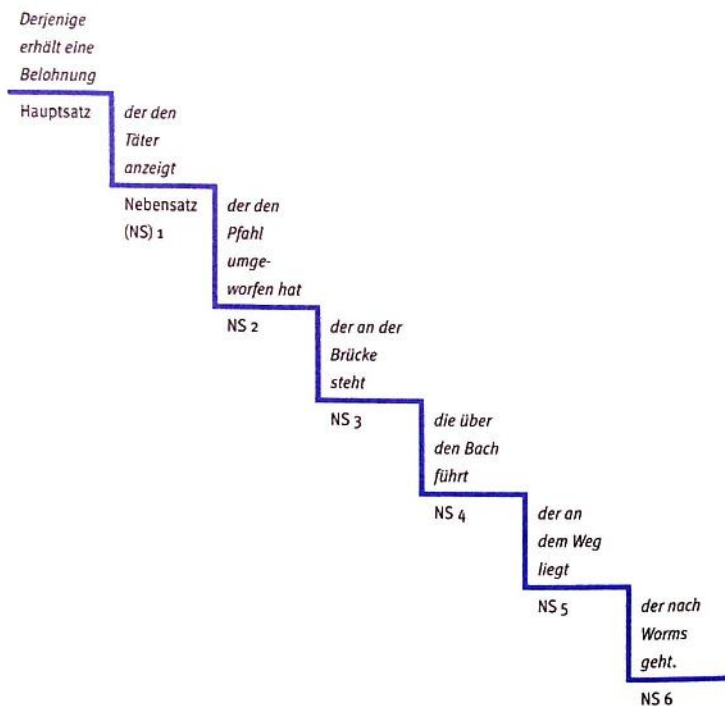 Derjenige
erhält eine
Belohnung
Hauptsatz
der den
Täter
anzeigt
Nebensatz
(NS) 1
der den
Pfahl
umge-
worfen hat
NS 2
der an der
Brücke
steht
NS 3
die über
den Bach
führt
NS 4
der an
dem Weg
liegt
NS 5
der nach
Worms
geht.
NS 6